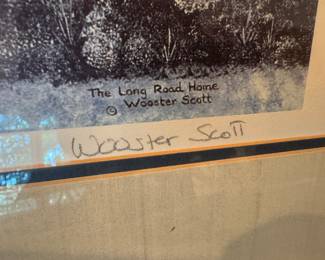 The Long Road Home
© Wooster Scott
Wooster Scott